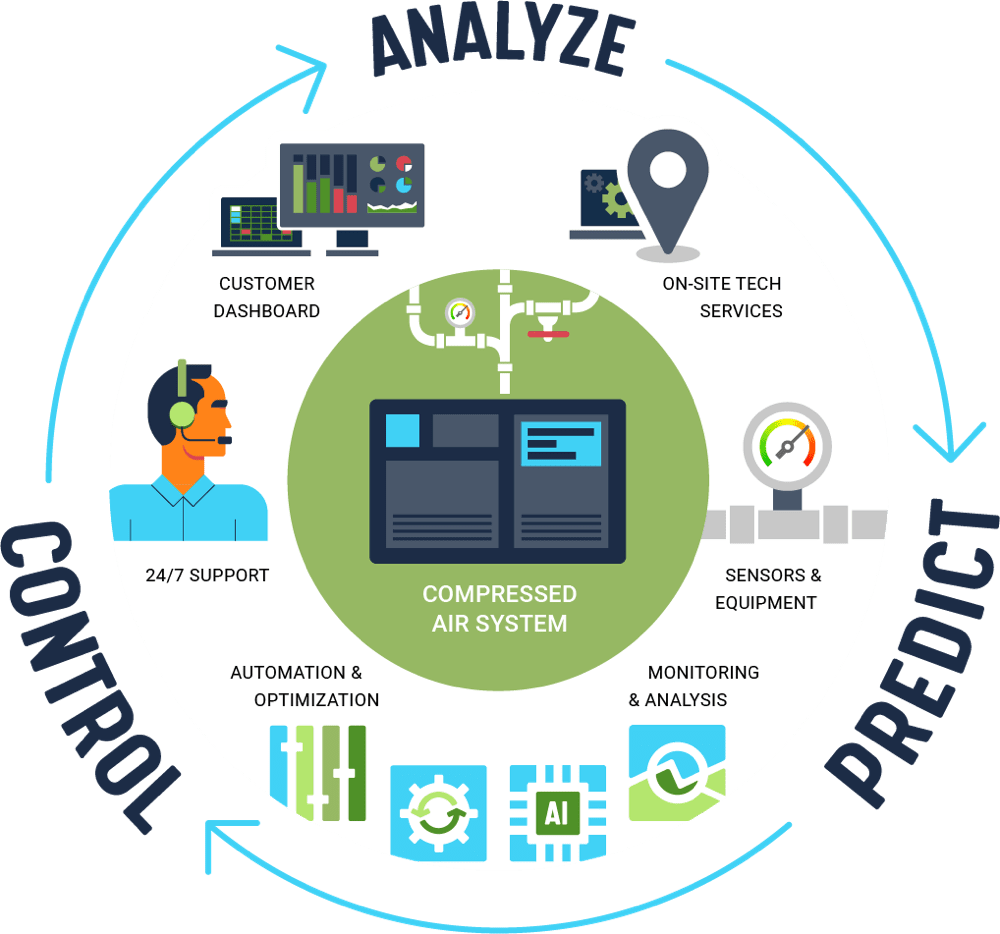 ANALYZE
CUSTOMER
DASHBOARD
ON-SITE TECH
SERVICES
24/7 SUPPORT
SENSORS &
EQUIPMENT
COMPRESSED
AIR SYSTEM
CONTROL
PREDICT
AUTOMATION &
OPTIMIZATION
MONITORING
& ANALYSIS
AI